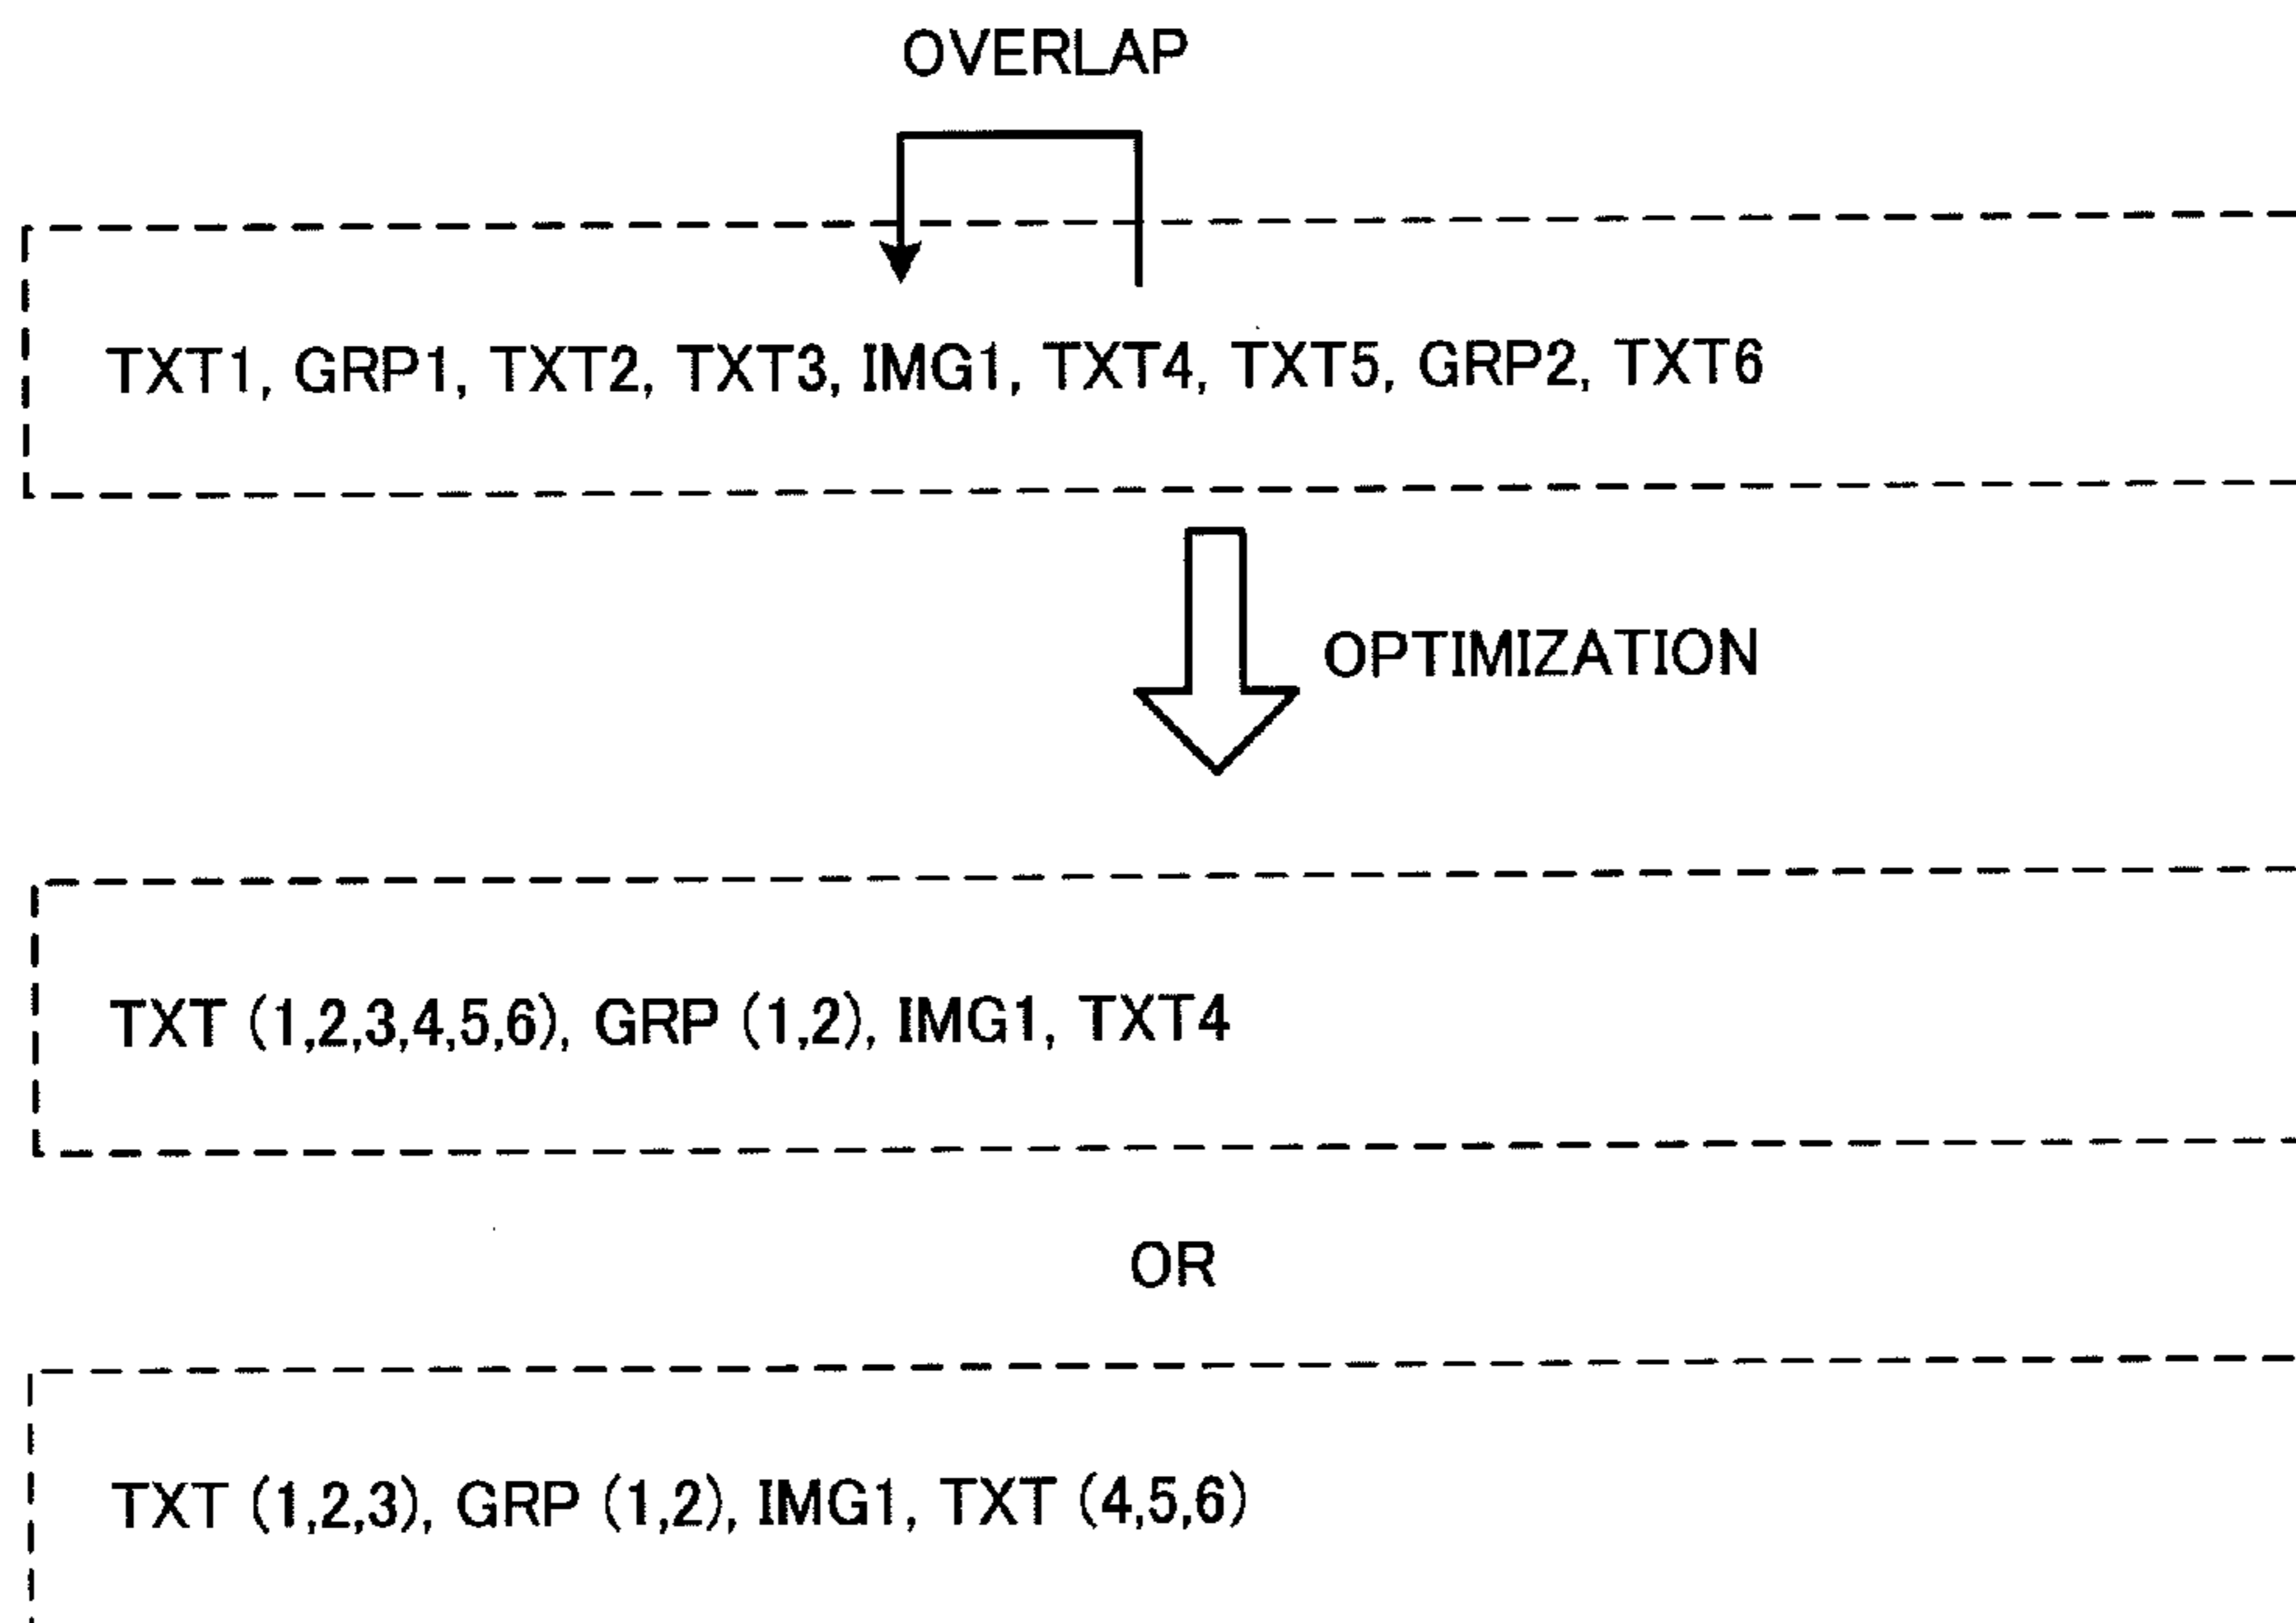 OVERLAP
TXT1, GRP1, TXT2, TXT3, IMG1, TXT4, TXT5, GRP2, TXT6
OPTIMIZATION
TXT (1,2,3,4,5,6), GRP (1,2), IMG1, TXT4
OR
TXT (1,2,3), GRP (1,2), IMG1, TXT (4,5,6)